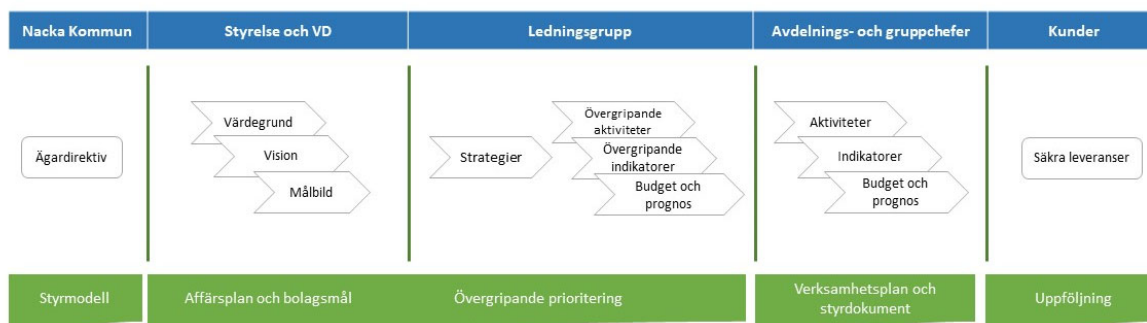 Nacka Kommun
Styrelse och VD
Ledningsgrupp
Avdelnings- och gruppchefer
Kunder
Ägardirektiv
Värdegrund
Vision
Målbild
Strategier
Övergripande
aktiviteter
Övergripande
indikatorer
Budget och
prognos
Aktiviteter
Indikatorer
Budget och
prognos
Säkra leveranser
Styrmodell
Affärsplan och bolagsmål
Övergripande prioritering
Verksamhetsplan och
styrdokument
Uppföljning